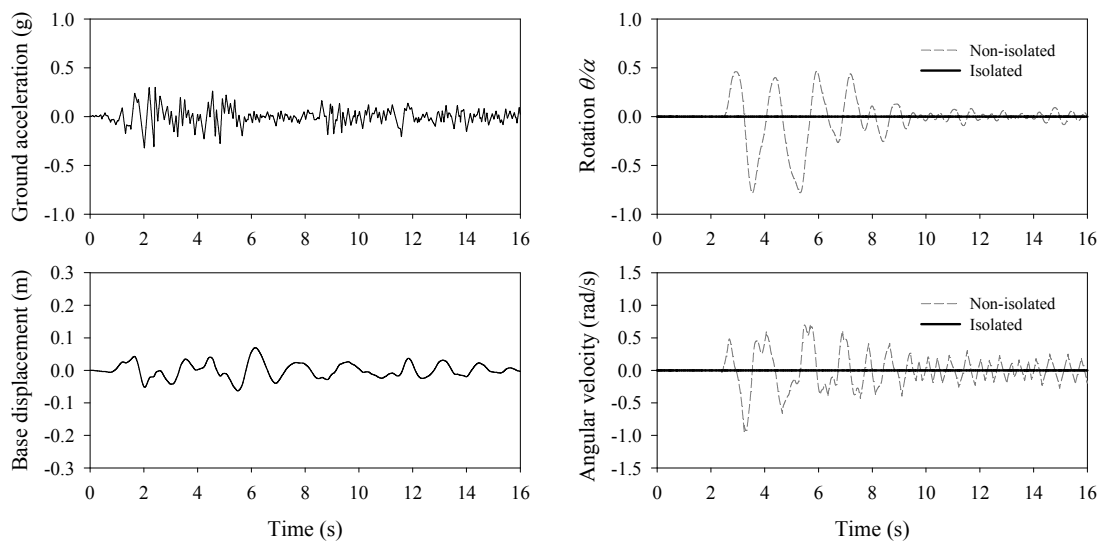 Ground acceleration (g)
1.0
0.5
0.0
-0.5
-1.0
0 2 4 6 8 10 12 14 16
Rotation θ/α
1.0
0.5
0.0
-0.5
-1.0
Non-isolated
Isolated
0 2 4 6 8 10 12 14 16
Base displacement (m)
0.3
0.2
0.1
0.0
-0.1
-0.2
-0.3
0 2 4 6 8 10 12 14 16
Time (s)
Angular velocity (rad/s)
1.5
1.0
0.5
0.0
-0.5
-1.0
-1.5
Non-isolated
Isolated
0 2 4 6 8 10 12 14 16
Time (s)